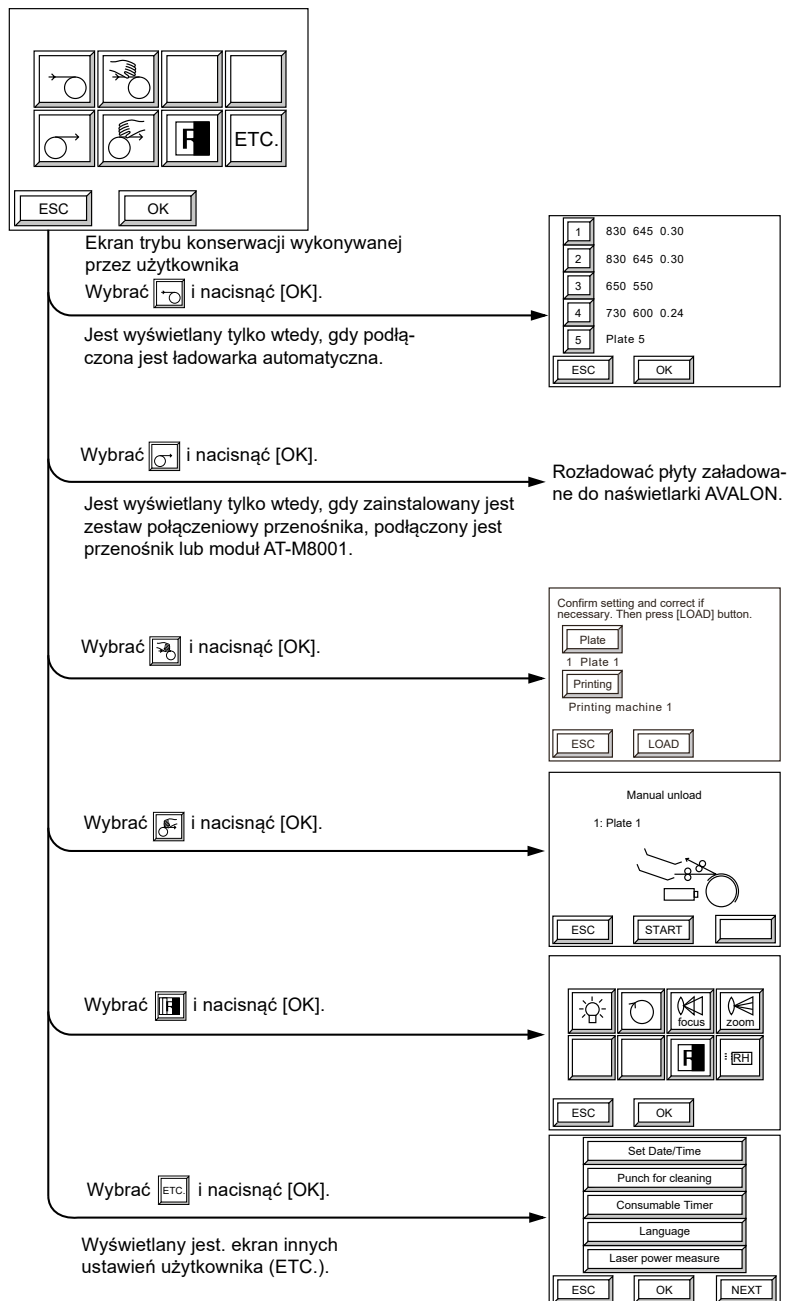 F
ETC.
ESC OK
Ekran trybu konserwacji wykonywanej
przez użytkownika
Wybrać i nacisnąć [OK].
Jest wyświetlany tylko wtedy, gdy podłą-
czona jest ładowarka automatyczna.
1 830 645 0.30
2 830 645 0.30
3 650 550
4 730 600 0.24
5 Plate 5
ESC OK
Wybrać i nacisnąć [OK].
Jest wyświetlany tylko wtedy, gdy zainstalowany jest
zestaw połączeniowy przenośnika, podłączony jest
przenośnik lub moduł AT-M8001.
Rozładować płyty załadowa-
ne do naświetlarki AVALON.
Wybrać i nacisnąć [OK].
Confirm setting and correct if
necessary. Then press [LOAD] button.
Plate
1 Plate 1
Printing
Printing machine 1
ESC LOAD
Wybrać i nacisnąć [OK].
Manual unload
1: Plate 1
ESC START
Wybrać F i nacisnąć [OK].
focus zoom
F RH
ESC OK
Wybrać ETC. i nacisnąć [OK].
Wyświetlany jest. ekran innych
ustawień użytkownika (ETC.).
Set Date/Time
Punch for cleaning
Consumable Timer
Language
Laser power measure
ESC OK NEXT